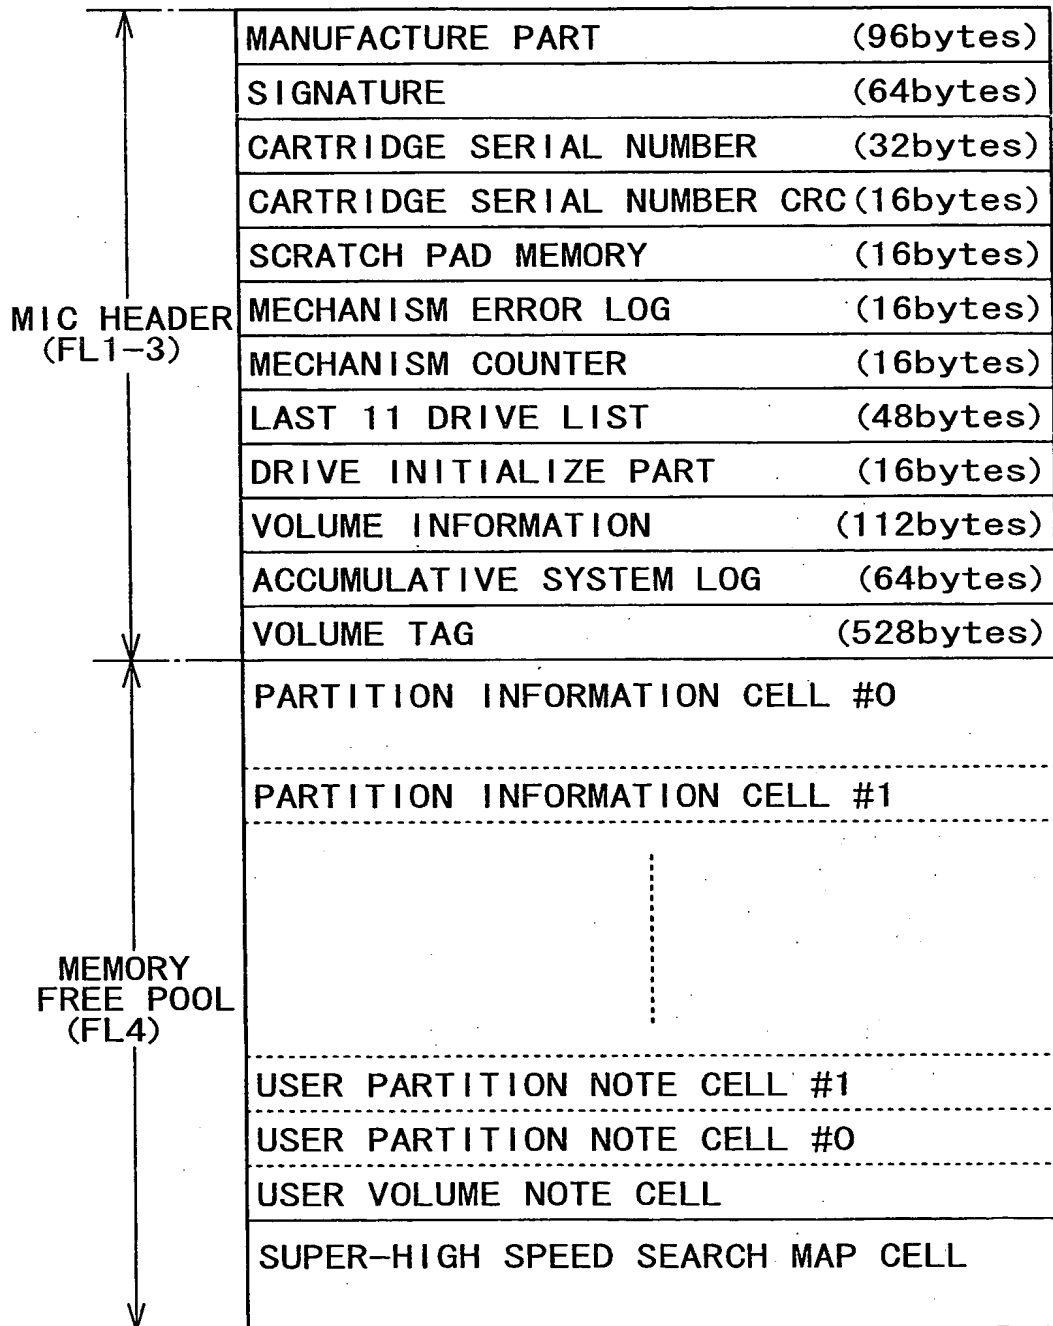 MANUFACTURE PART (96bytes)
SIGNATURE (64bytes)
CARTRIDGE SERIAL NUMBER (32bytes)
CARTRIDGE SERIAL NUMBER CRC(16bytes)
SCRATCH PAD MEMORY (16bytes)
MIC HEADER
(FL1-3)
MECHANISM ERROR LOG (16bytes)
MECHANISM COUNTER (16bytes)
LAST 11 DRIVE LIST (48bytes)
DRIVE INITIALIZE PART (16bytes)
VOLUME INFORMATION (112bytes)
ACCUMULATIVE SYSTEM LOG (64bytes)
VOLUME TAG (528bytes)
PARTITION INFORMATION CELL #0
PARTITION INFORMATION CELL #1
MEMORY
FREE POOL
(FL4)
USER PARTITION NOTE CELL #1
USER PARTITION NOTE CELL #0
USER VOLUME NOTE CELL
SUPER-HIGH SPEED SEARCH MAP CELL